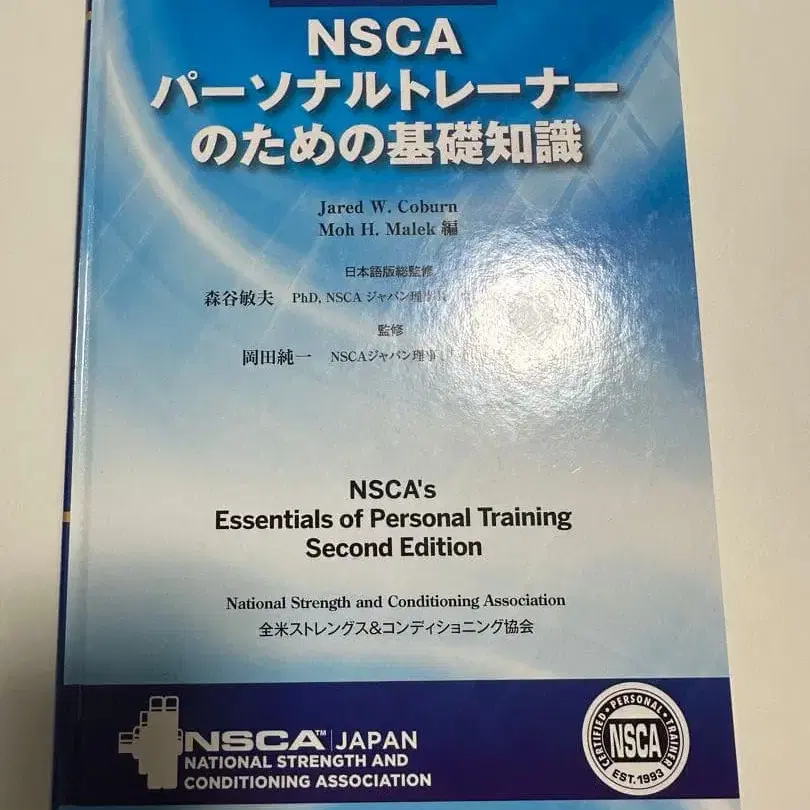 NSCA
パーソナルトレーナー
のための基礎知識
Jared W. Coburn
Moh H. Malek 編
日本語版総監修
森谷敏夫 PhD, NSCA ジャパン
監修
岡田純一 NSCAジャパン
NSCA's
Essentials of Personal Training
Second Edition
National Strength and Conditioning Association
全米ストレングス&コンディショニング協会
NSCA™ JAPAN
NATIONAL STRENGTH AND
CONDITIONING ASSOCIATION
CERTIFIED • PERSONAL • TRAINER
NSCA
EST. 1993